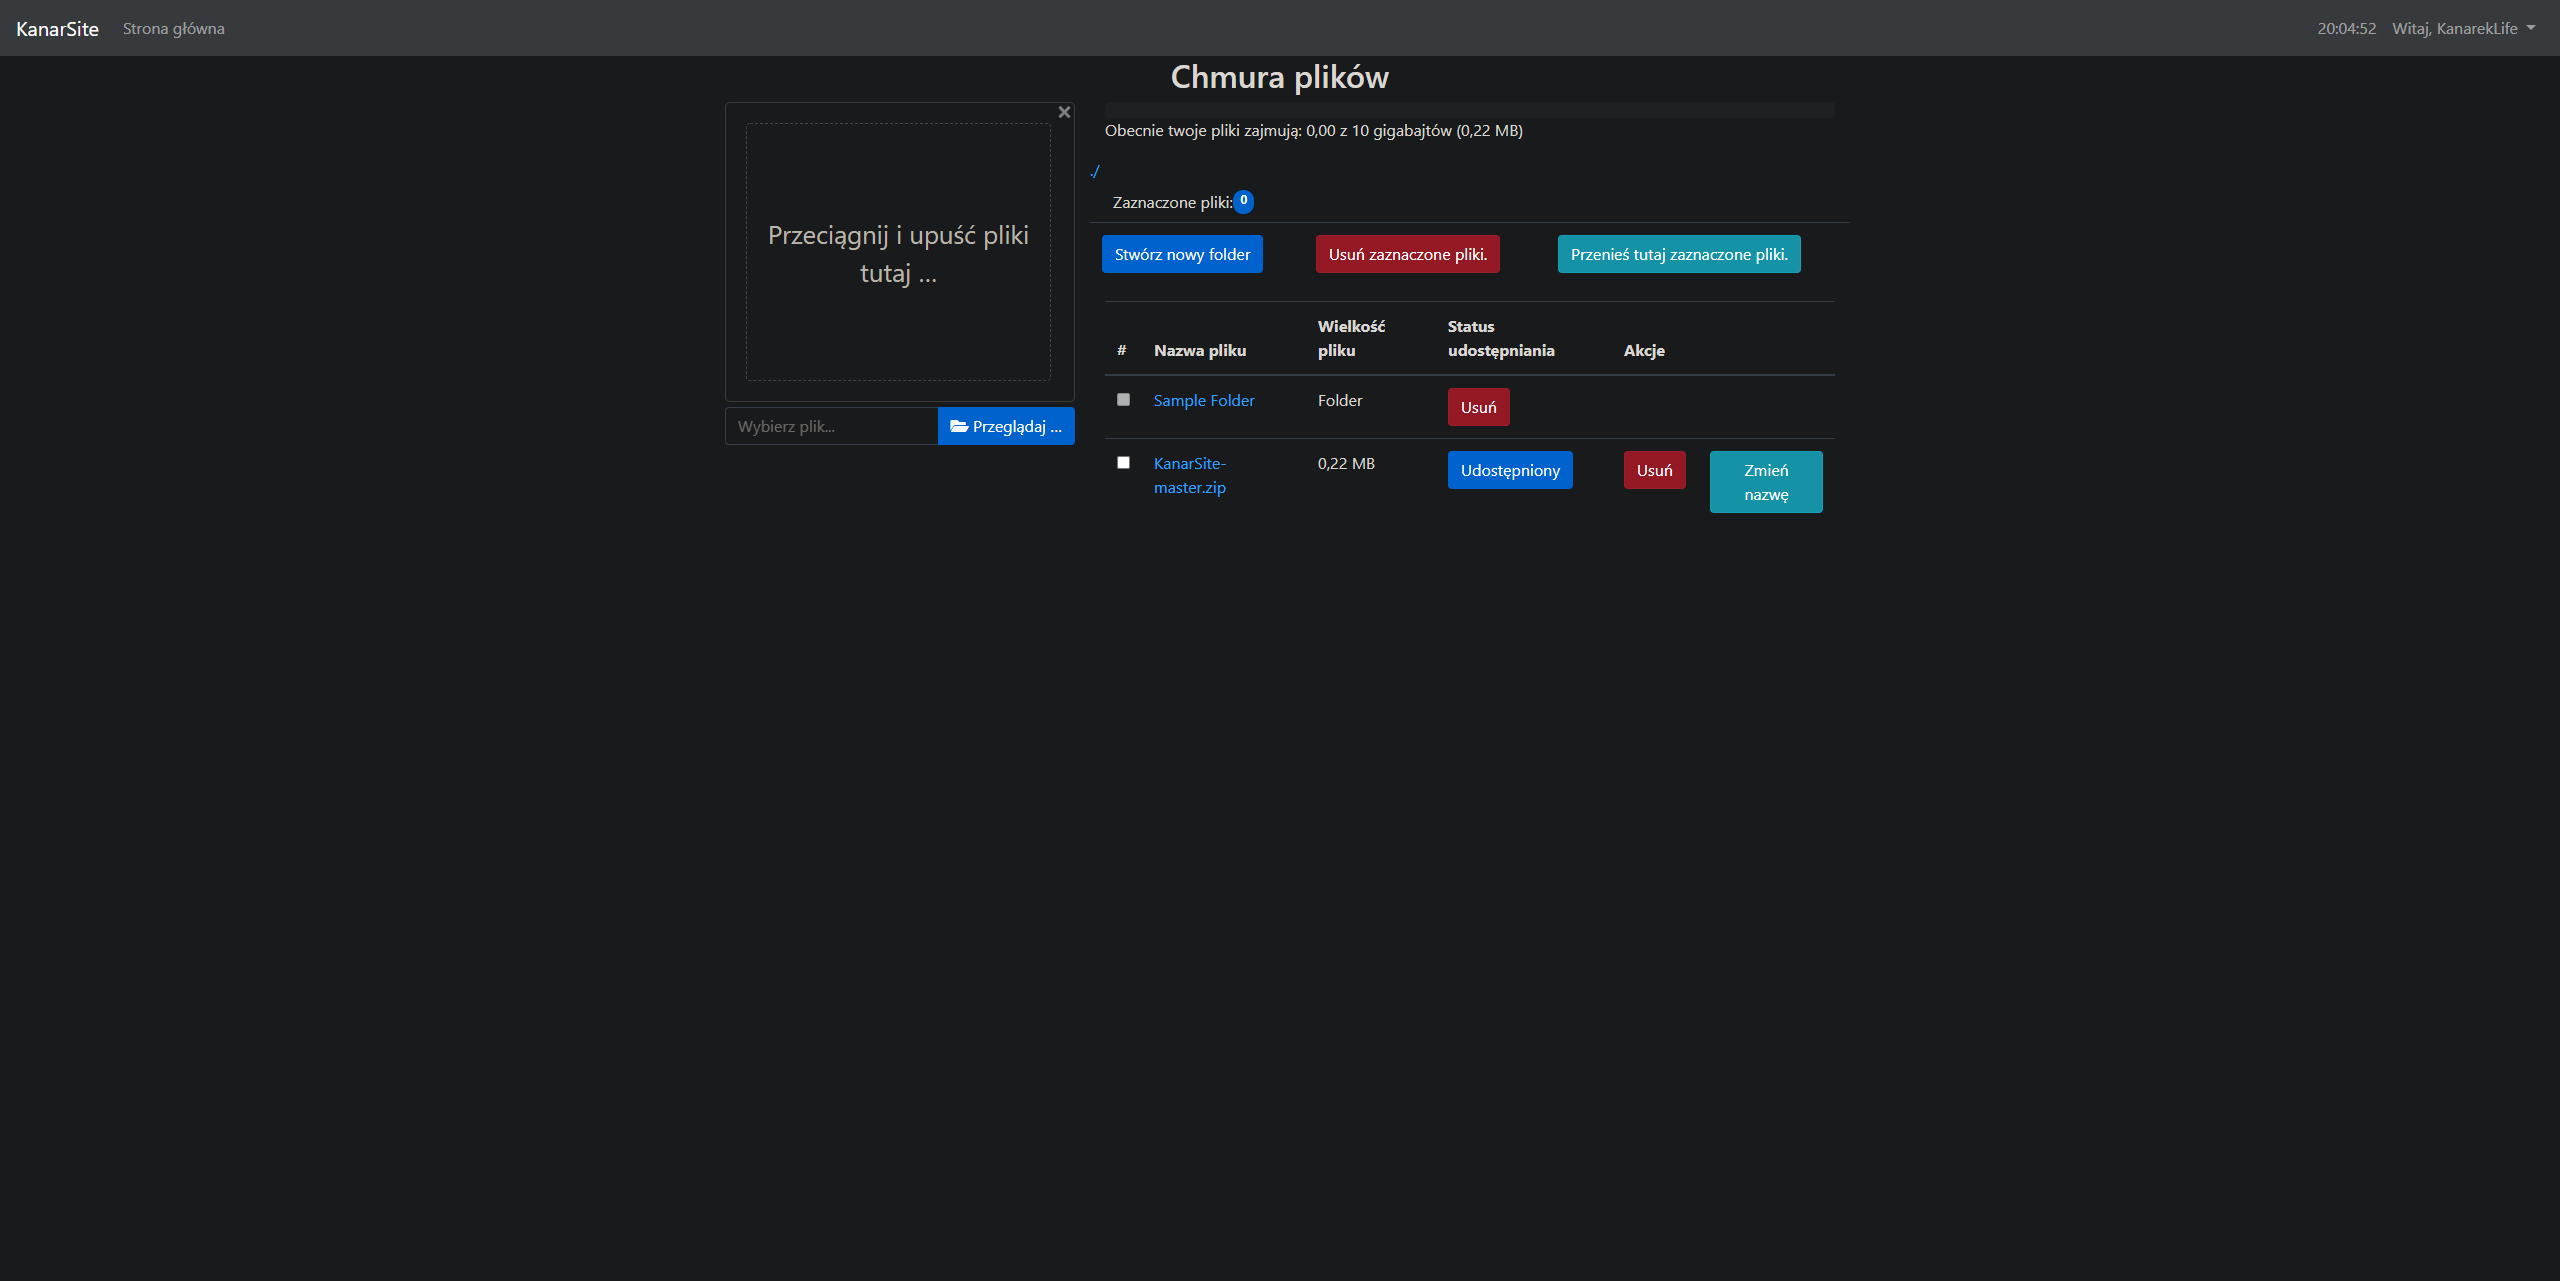 KanarSite Strona główna 20:04:52 Witaj, KanarekLife
Chmura plików
Przeciągnij i upuść pliki
tutaj ...
Wybierz plik... Przeglądaj ...
Obecnie twoje pliki zajmują: 0,00 z 10 gigabajtów (0,22 MB)
./
Zaznaczone pliki: 0
Stwórz nowy folder Usuń zaznaczone pliki. Przenieś tutaj zaznaczone pliki.
# Nazwa pliku Wielkość pliku Status udostępniania Akcje
Sample Folder Folder Usuń
KanarSite-master.zip 0,22 MB Udostępniony Usuń Zmień nazwę